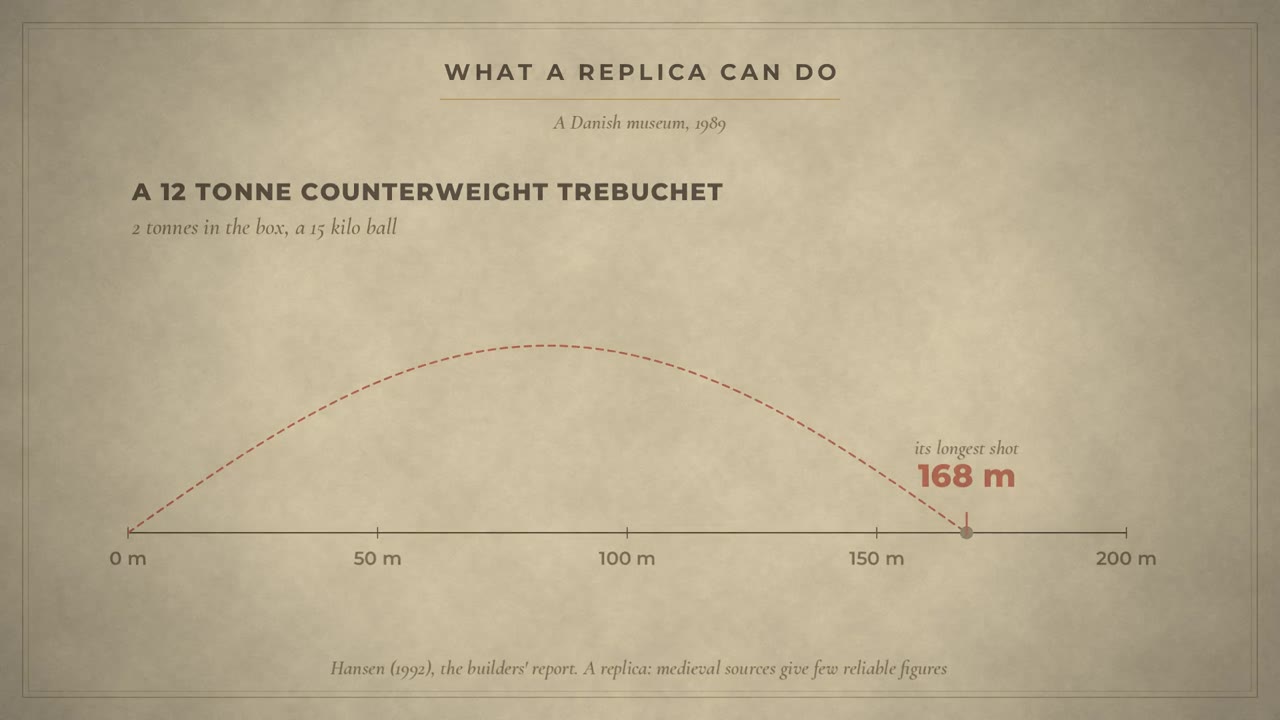 WHAT A REPLICA CAN DO
A Danish museum, 1989
A 12 TONNE COUNTERWEIGHT TREBUCHET
2 tonnes in the box, a 15 kilo ball
its longest shot
168 m
0 m
50 m
100 m
150 m
200 m
Hansen (1992), the builders' report. A replica: medieval sources give few reliable figures